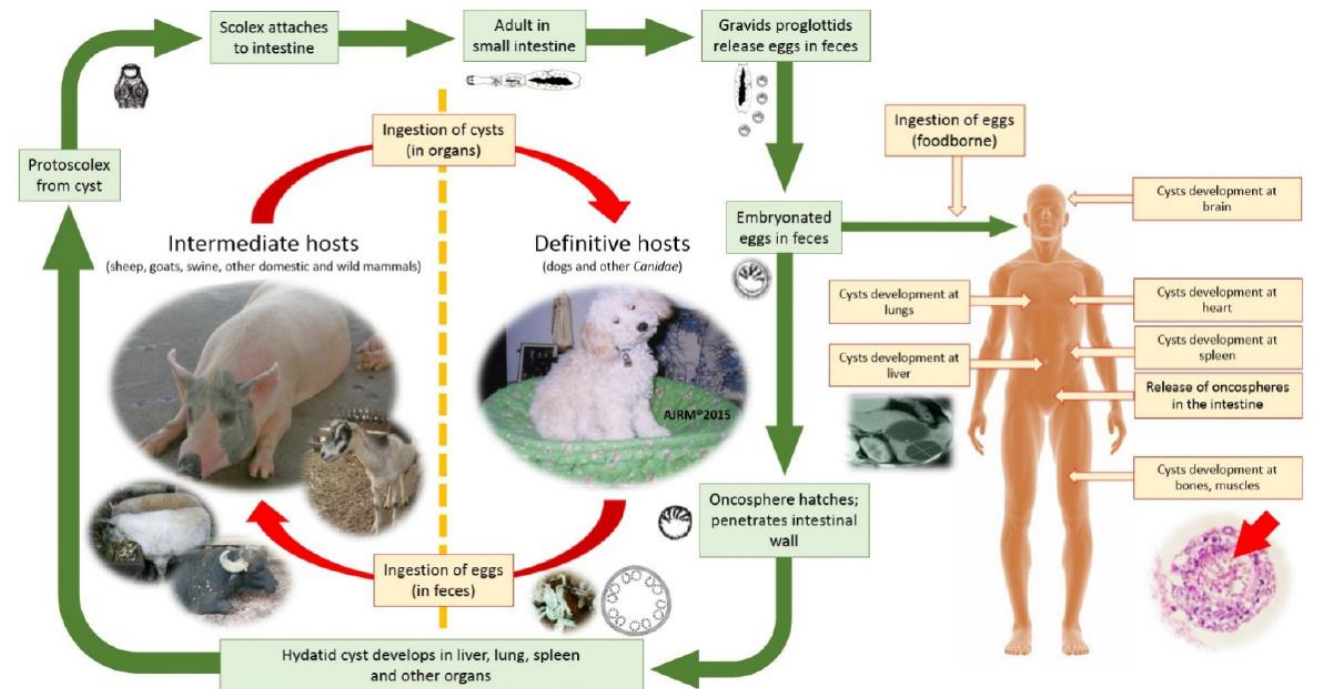 Scolex attaches
to intestine
Adult in
small intestine
Gravids proglottids
release eggs in feces
Ingestion of cysts
(in organs)
Ingestion of eggs
(foodborne)
Protoscolex
from cyst
Cysts development at
brain
Embryonated
eggs in feces
Intermediate hosts
(sheep, goats, swine, other domestic and wild mammals)
Definitive hosts
(dogs and other Canidae)
Cysts development at
lungs
Cysts development at
heart
Cysts development at
liver
Cysts development at
spleen
Release of oncospheres
in the intestine
AJRM®2015
Cysts development at
bones, muscles
Oncosphere hatches;
penetrates intestinal
wall
Ingestion of eggs
(in feces)
Hydatid cyst develops in liver, lung, spleen
and other organs